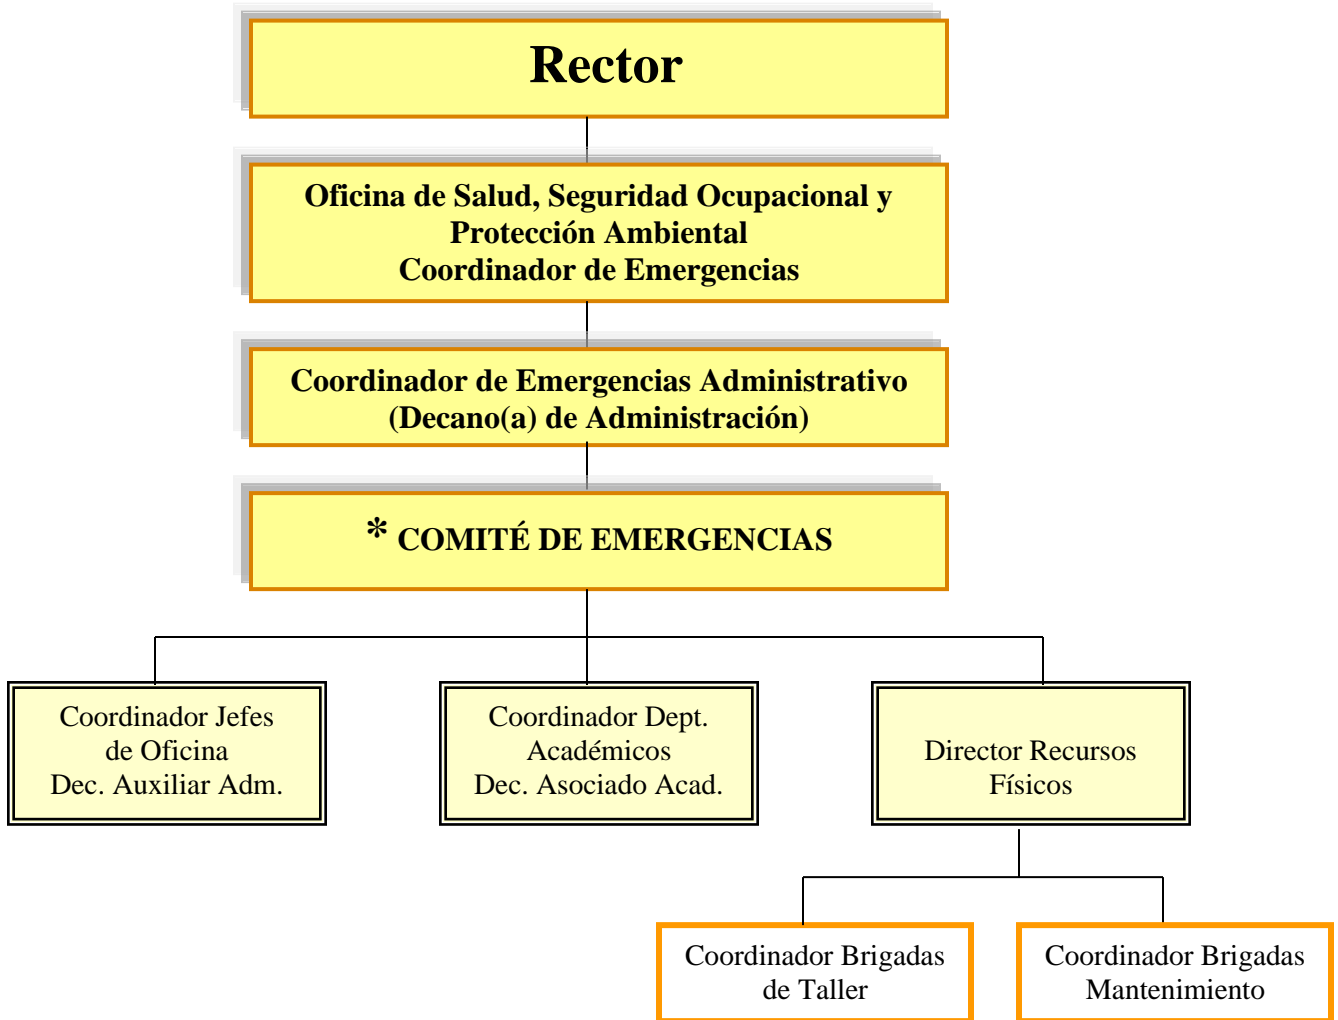 Rector
Oficina de Salud, Seguridad Ocupacional y
Protección Ambiental
Coordinador de Emergencias
Coordinador de Emergencias Administrativo
(Decano(a) de Administración)
* COMITÉ DE EMERGENCIAS
Coordinador Jefes
de Oficina
Dec. Auxiliar Adm.
Coordinador Dept.
Académicos
Dec. Asociado Acad.
Director Recursos
Físicos
Coordinador Brigadas
de Taller
Coordinador Brigadas
Mantenimiento